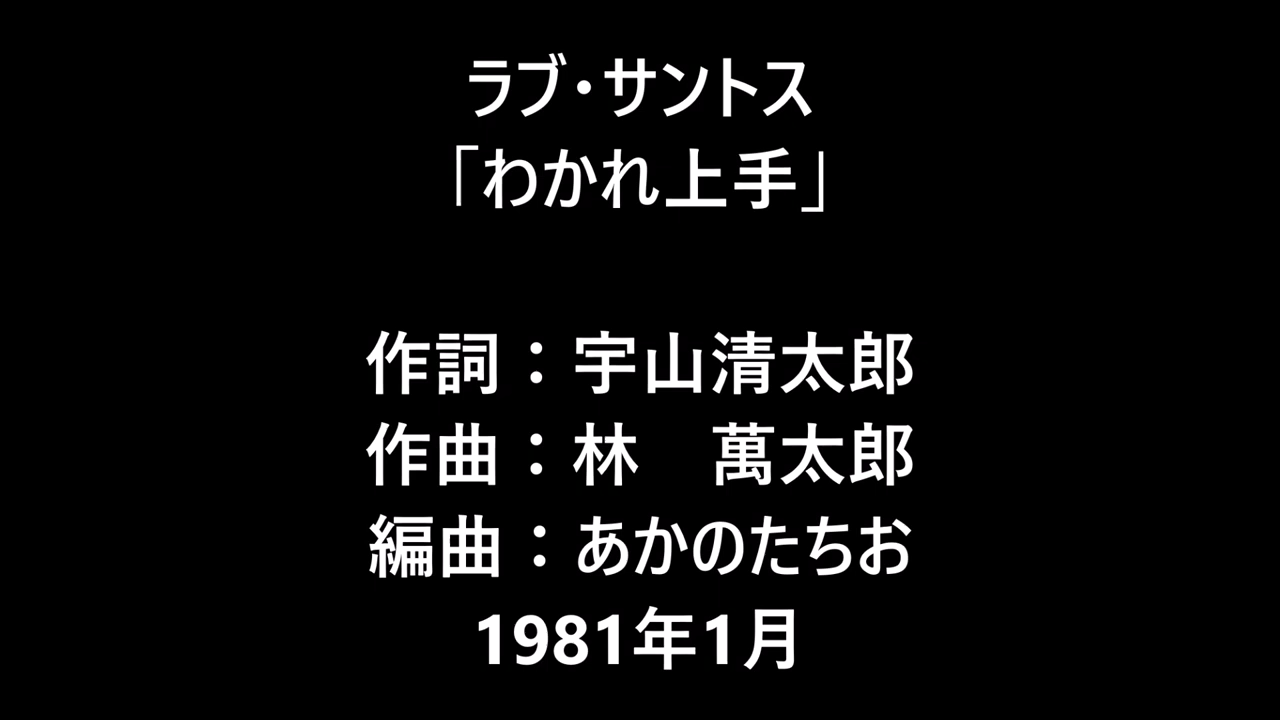 ラブ・サントス
「わかれ上手」
作詞：宇山清太郎
作曲：林　萬太郎
編曲：あかのたちお
1981年1月